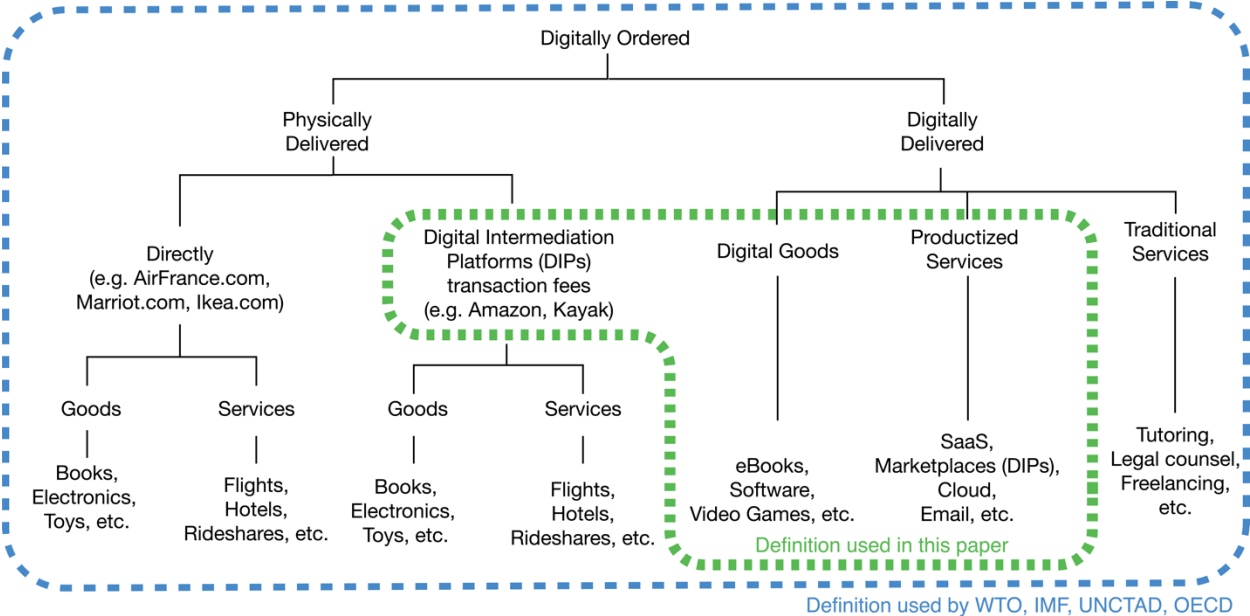 Digitally Ordered
Physically
Delivered
Digitally
Delivered
Directly
(e.g. AirFrance.com,
Marriot.com, Ikea.com)
Digital Intermediation
Platforms (DIPs)
transaction fees
(e.g. Amazon, Kayak)
Digital Goods
Productized
Services
Traditional
Services
Goods
Services
Goods
Services
Books,
Electronics,
Toys, etc.
Flights,
Hotels,
Rideshares, etc.
Books,
Electronics,
Toys, etc.
Flights,
Hotels,
Rideshares, etc.
eBooks,
Software,
Video Games, etc.
SaaS,
Marketplaces (DIPs),
Cloud,
Email, etc.
Tutoring,
Legal counsel,
Freelancing,
etc.
Definition used in this paper
Definition used by WTO, IMF, UNCTAD, OECD